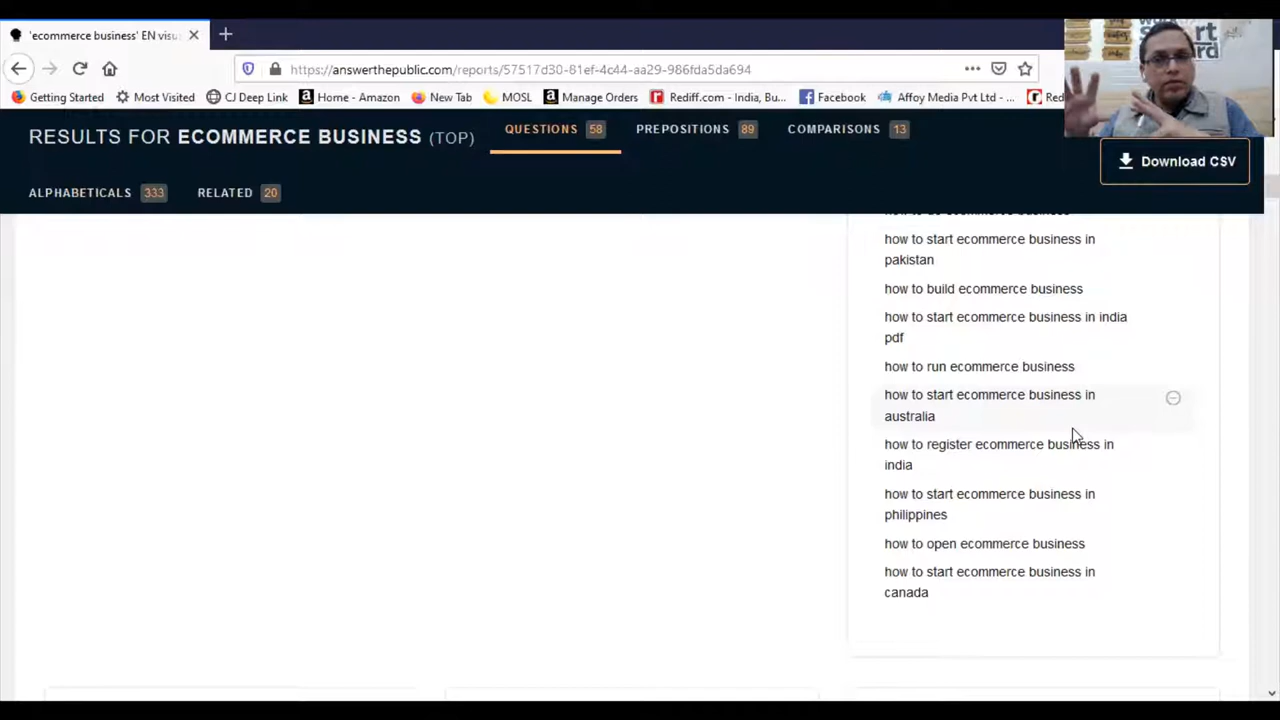 'ecommerce business' EN visu
https://answerthepublic.com/reports/57517d30-81ef-4c44-aa29-986fda5da694
Getting Started
Most Visited
CJ Deep Link
Home - Amazon
New Tab
MOSL
Manage Orders
Rediff.com - India, Bu...
Facebook
Affoy Media Pvt Ltd - ...
RESULTS FOR ECOMMERCE BUSINESS (TOP)
QUESTIONS 58
PREPOSITIONS 89
COMPARISONS 13
Download CSV
ALPHABETICALS 333
RELATED 20
how to do ecommerce business
how to start ecommerce business in
pakistan
how to build ecommerce business
how to start ecommerce business in india
pdf
how to run ecommerce business
how to start ecommerce business in
australia
how to register ecommerce business in
india
how to start ecommerce business in
philippines
how to open ecommerce business
how to start ecommerce business in
canada